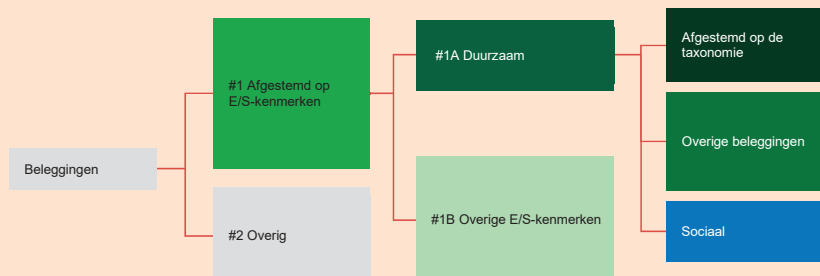 Beleggingen
#1 Afgestemd op
E/S-kenmerken
#2 Overig
#1A Duurzaam
#1B Overige E/S-kenmerken
Afgestemd op de
taxonomie
Overige beleggingen
Sociaal